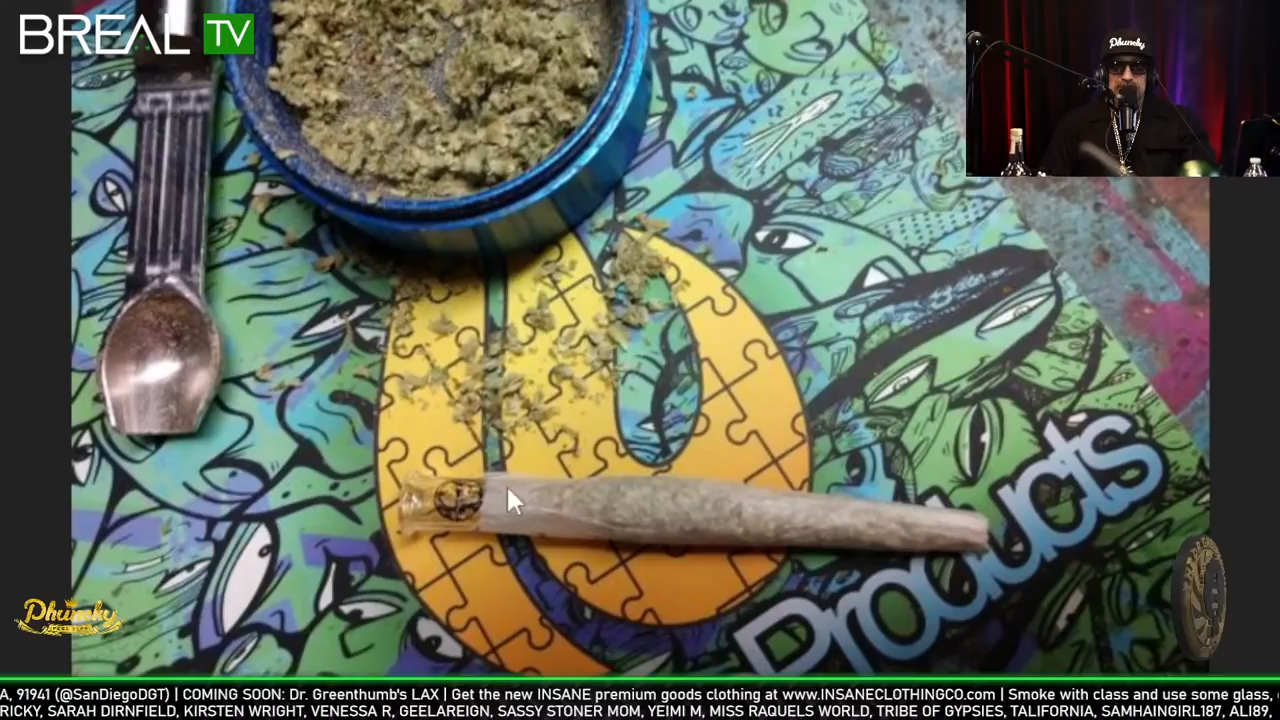 BREAL TV
Phuncky
Products
Phuncky
A, 91941 (@SanDiegoDGT) | COMING SOON: Dr. Greenthumb's LAX | Get the new INSANE premium goods clothing at www.INSANECLOTHINGCO.com | Smoke with class and use some glass,
RICKY, SARAH DIRNFIELD, KIRSTEN WRIGHT, VENESSA R, GEELAREIGN, SASSY STONER MOM, YEIMI M, MISS RAQUELS WORLD, TRIBE OF GYPSIES, TALIFORNIA, SAMHAINGIRL187, ALI89,